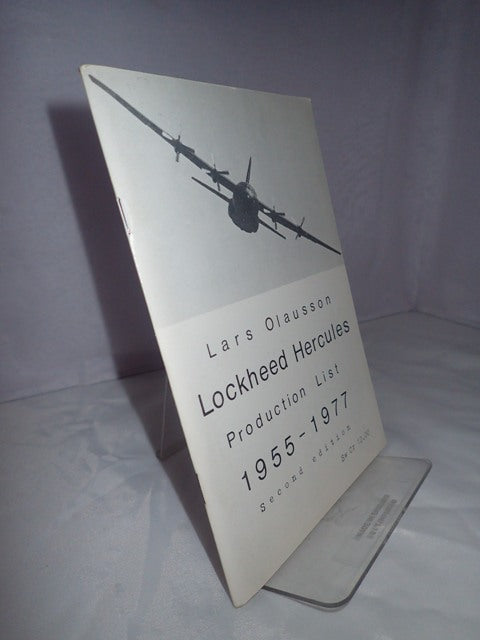 Lars Olausson
Lockheed Hercules
Production List
1955-1977
Second edition